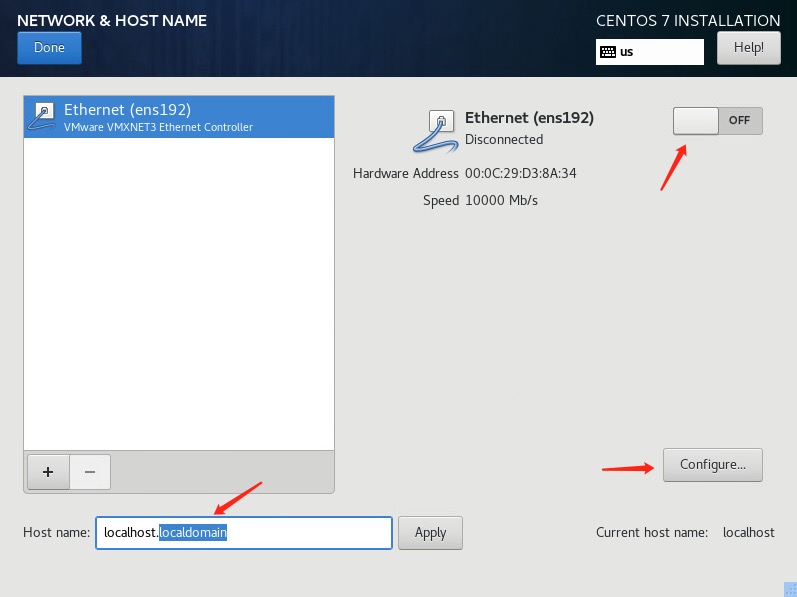 NETWORK & HOST NAME
CENTOS 7 INSTALLATION
Done
us
Help!
Ethernet (ens192)
VMware VMXNET3 Ethernet Controller
Ethernet (ens192)
Disconnected
OFF
Hardware Address 00:0C:29:D3:8A:34
Speed 10000 Mb/s
+
−
Configure...
Host name: localhost.localdomain
Apply
Current host name: localhost